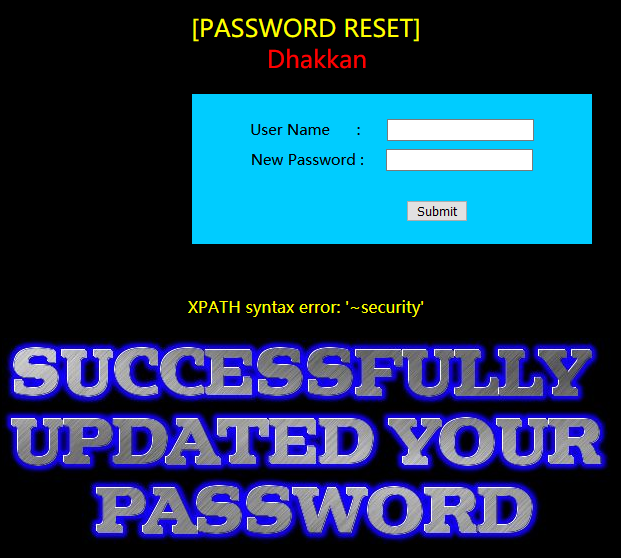 [PASSWORD RESET]
Dhakkan
User Name :
New Password :
Submit
XPATH syntax error: '~security'
SUCCESSFULLY
UPDATED YOUR
PASSWORD